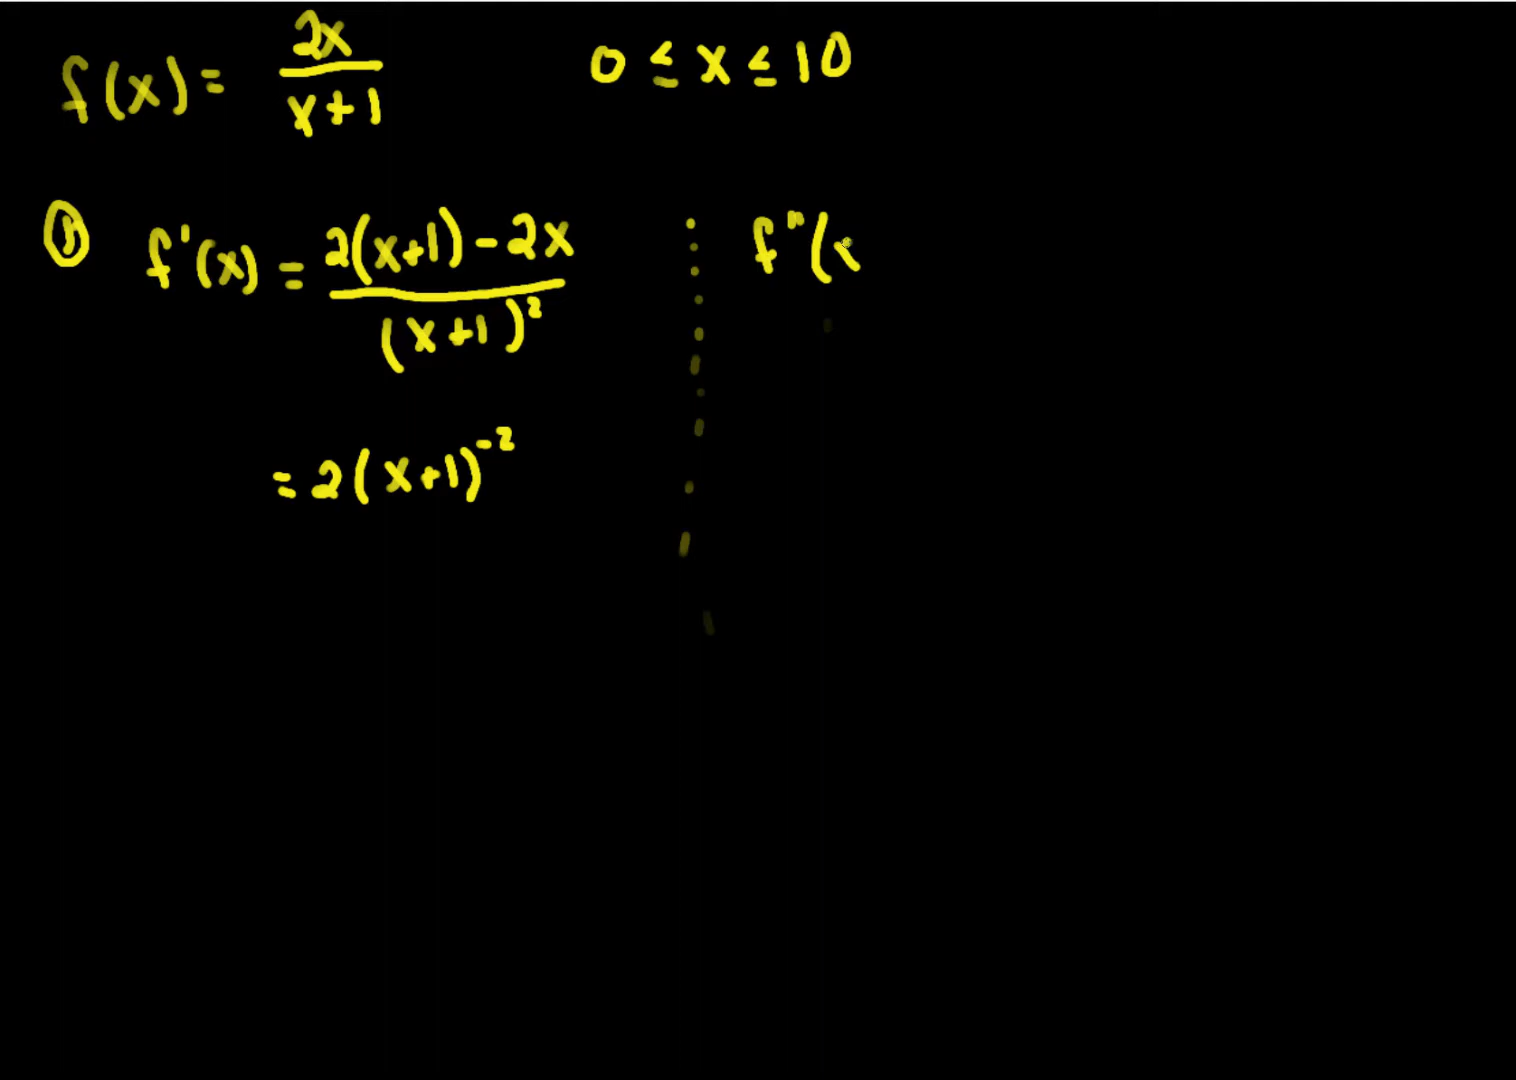 f(x) = 2x / x+1    0 ≤ x ≤ 10
① f'(x) = 2(x+1) - 2x / (x+1)²
= 2(x+1)⁻²
f''(x